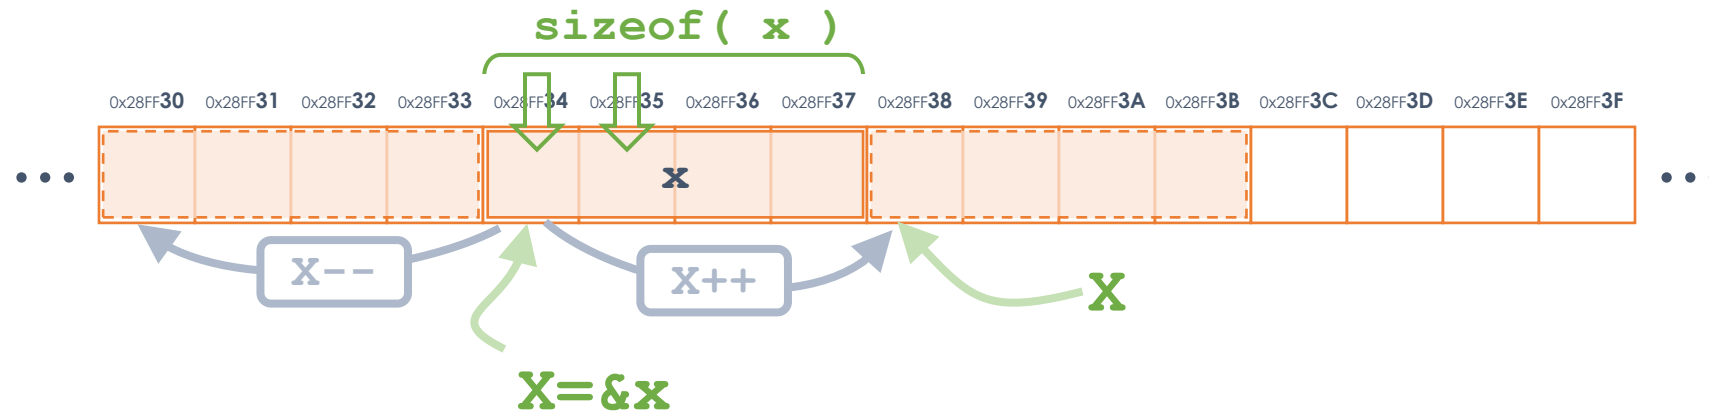 sizeof( x )
0x28FF30 0x28FF31 0x28FF32 0x28FF33 0x28FF34 0x28FF35 0x28FF36 0x28FF37 0x28FF38 0x28FF39 0x28FF3A 0x28FF3B 0x28FF3C 0x28FF3D 0x28FF3E 0x28FF3F
... x ..
X--
X++
X
X=&x